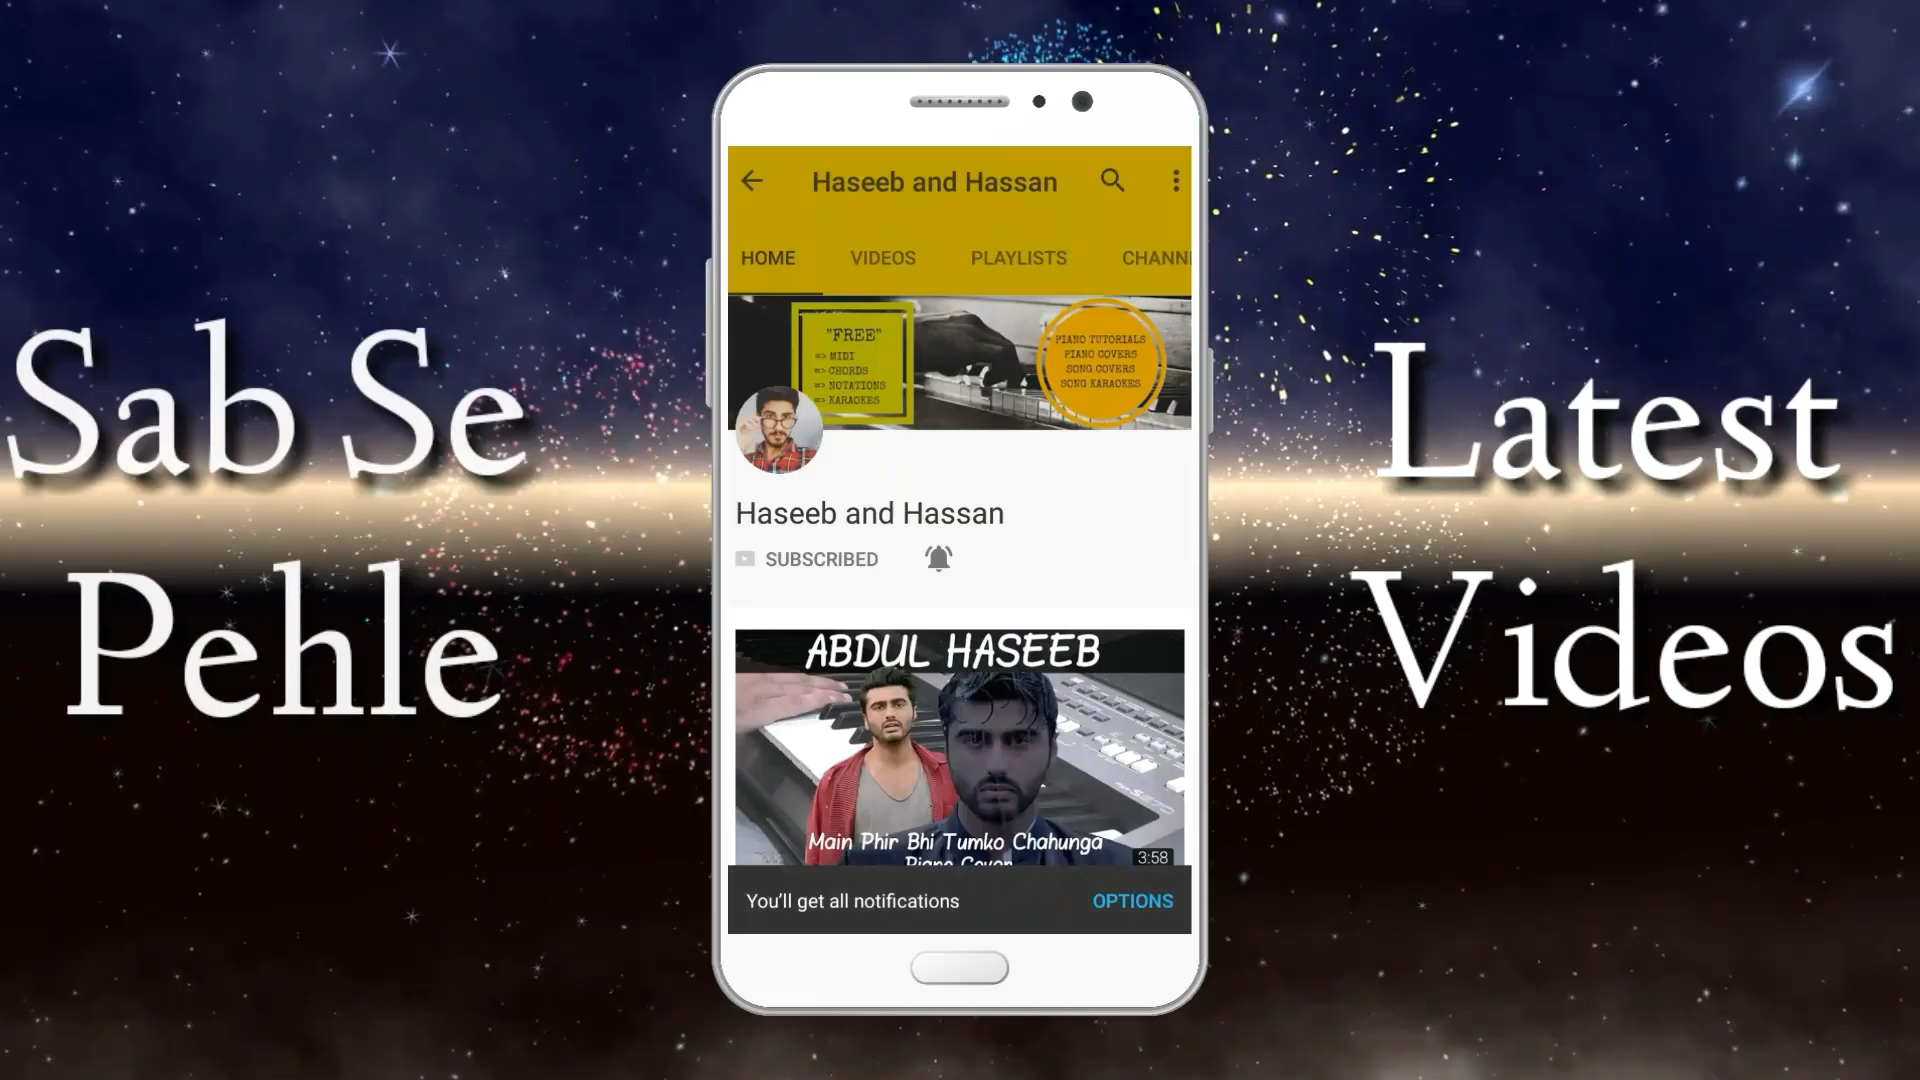 Sab Se
Pehle
Haseeb and Hassan
HOME VIDEOS PLAYLISTS CHANN
"FREE"
=> MIDI
=> CHORDS
=> NOTATIONS
=> KARAOKES
PIANO TUTORIALS
PIANO COVERS
SONG COVERS
SONG KARAOKES
Haseeb and Hassan
SUBSCRIBED
ABDUL HASEEB
Main Phir Bhi Tumko Chahunga
Piano Cover
3:58
You'll get all notifications OPTIONS
Latest
Videos